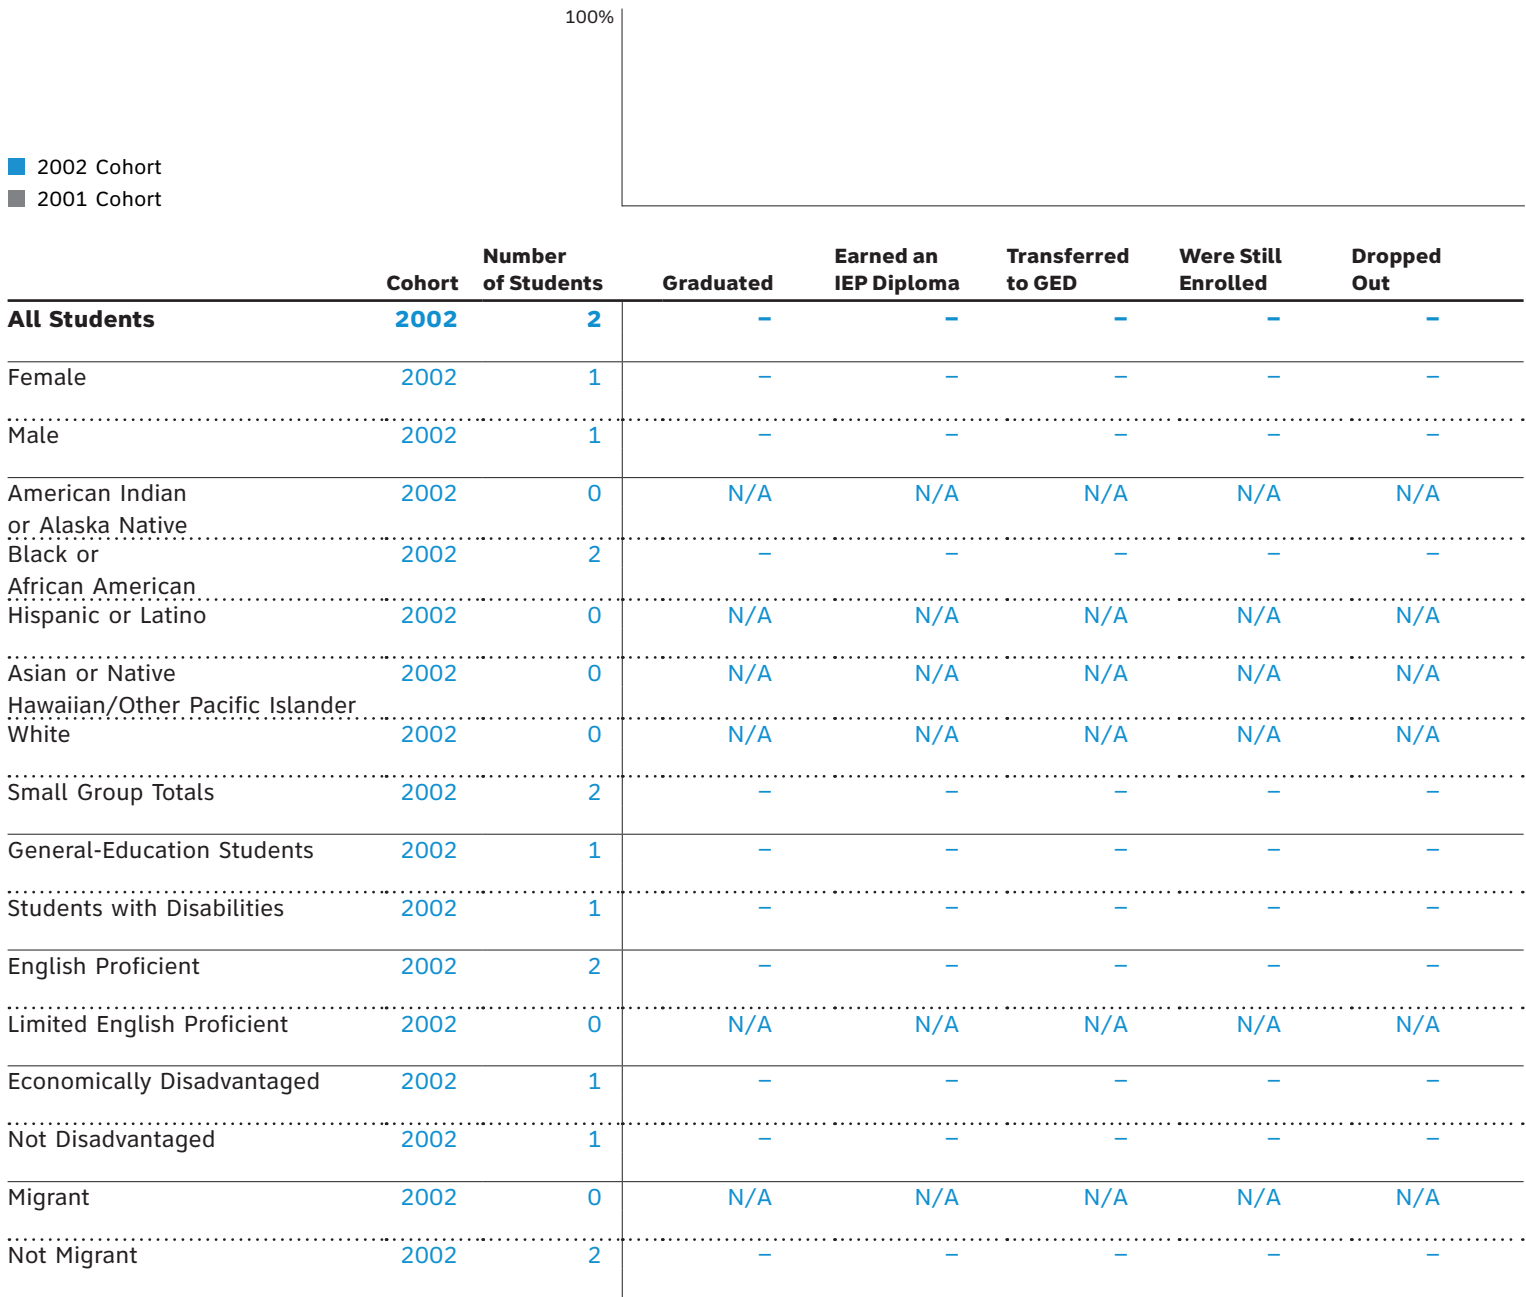 100%
2002 Cohort
2001 Cohort
Cohort Number of Students Graduated Earned an IEP Diploma Transferred to GED Were Still Enrolled Dropped Out
All Students 2002 2 – – – – –
Female 2002 1 – – – – –
Male 2002 1 – – – – –
American Indian 2002 0 N/A N/A N/A N/A N/A
or Alaska Native
Black or 2002 2 – – – – –
African American
Hispanic or Latino 2002 0 N/A N/A N/A N/A N/A
Asian or Native 2002 0 N/A N/A N/A N/A N/A
Hawaiian/Other Pacific Islander
White 2002 0 N/A N/A N/A N/A N/A
Small Group Totals 2002 2 – – – – –
General-Education Students 2002 1 – – – – –
Students with Disabilities 2002 1 – – – – –
English Proficient 2002 2 – – – – –
Limited English Proficient 2002 0 N/A N/A N/A N/A N/A
Economically Disadvantaged 2002 1 – – – – –
Not Disadvantaged 2002 1 – – – – –
Migrant 2002 0 N/A N/A N/A N/A N/A
Not Migrant 2002 2 – – – – –